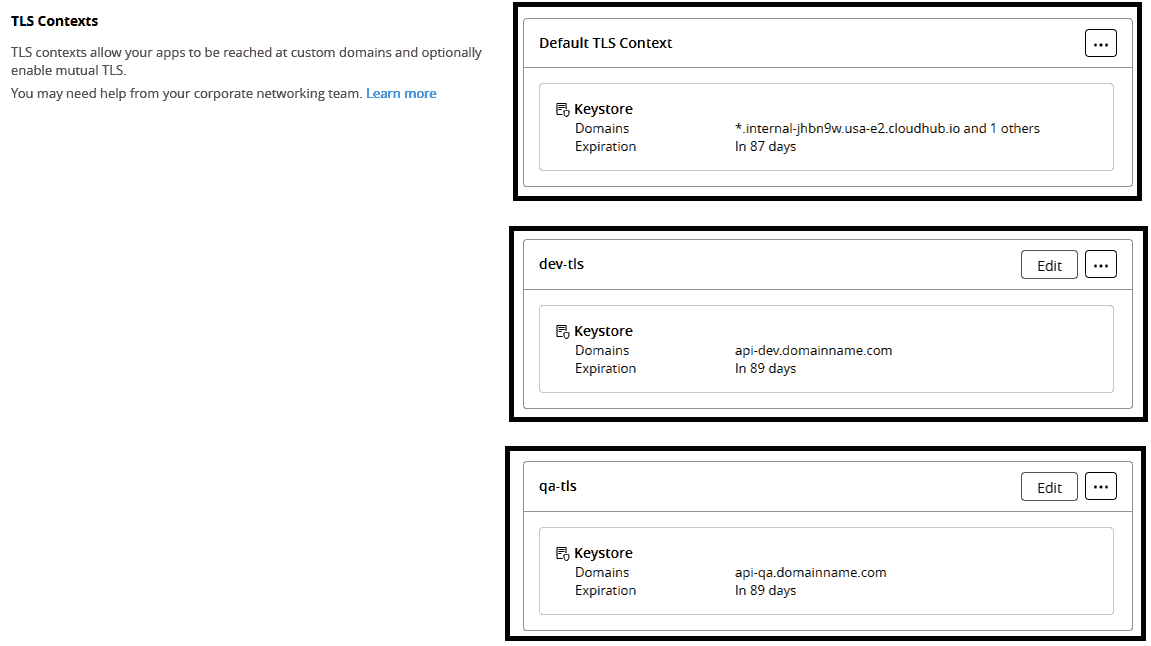 TLS Contexts
TLS contexts allow your apps to be reached at custom domains and optionally
enable mutual TLS.
You may need help from your corporate networking team. Learn more
Default TLS Context
...
Keystore
Domains *.internal-jhbn9w.usa-e2.cloudhub.io and 1 others
Expiration In 87 days
dev-tls
Edit ...
Keystore
Domains api-dev.domainname.com
Expiration In 89 days
qa-tls
Edit ...
Keystore
Domains api-qa.domainname.com
Expiration In 89 days